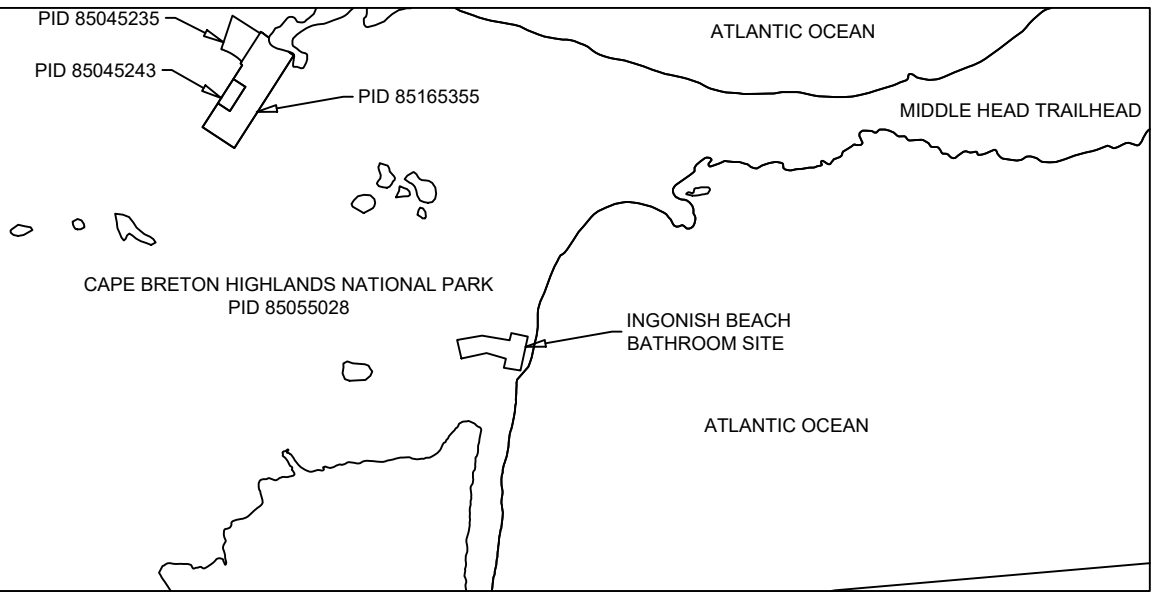 PID 85045235
ATLANTIC OCEAN
PID 85045243
PID 85165355
MIDDLE HEAD TRAILHEAD
CAPE BRETON HIGHLANDS NATIONAL PARK
PID 85055028
INGONISH BEACH
BATHROOM SITE
ATLANTIC OCEAN